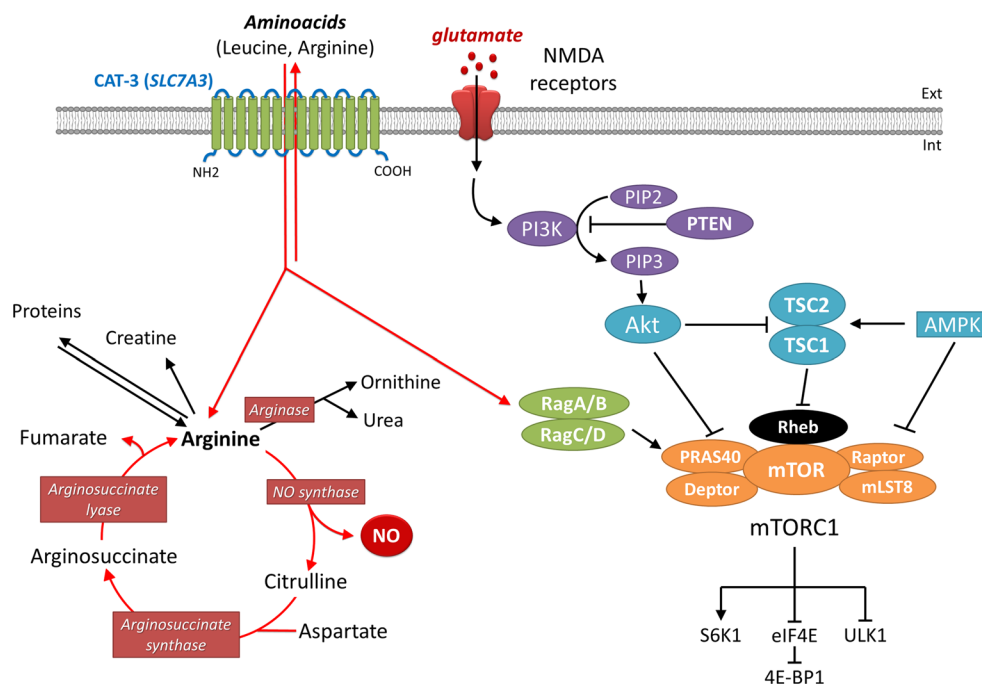 Aminoacids
(Leucine, Arginine)
glutamate
NMDA
receptors
CAT-3 (SLC7A3)
Ext
Int
NH2
COOH
PIP2
PI3K
PTEN
PIP3
Akt
TSC2
TSC1
AMPK
Proteins
Creatine
Ornithine
Arginase
Urea
Fumarate
Arginine
RagA/B
RagC/D
Rheb
PRAS40
mTOR
Raptor
Deptor
mLST8
Arginosuccinate
lyase
NO synthase
NO
mTORC1
Arginosuccinate
Citrulline
Arginosuccinate
synthase
Aspartate
S6K1
eIF4E
ULK1
4E-BP1